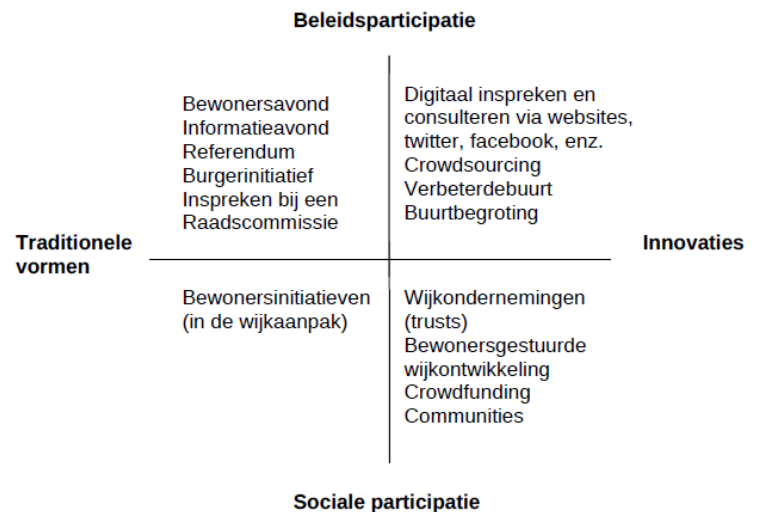 Beleidsparticipatie
Bewonersavond
Informatieavond
Referendum
Burgerinitiatief
Inspreken bij een
Raadscommissie
Digitaal inspreken en
consulteren via websites,
twitter, facebook, enz.
Crowdsourcing
Verbeterdebuurt
Buurtbegroting
Traditionele
vormen
Innovaties
Bewonersinitiatieven
(in de wijkaanpak)
Wijkondernemingen
(trusts)
Bewonersgestuurde
wijkontwikkeling
Crowdfunding
Communities
Sociale participatie